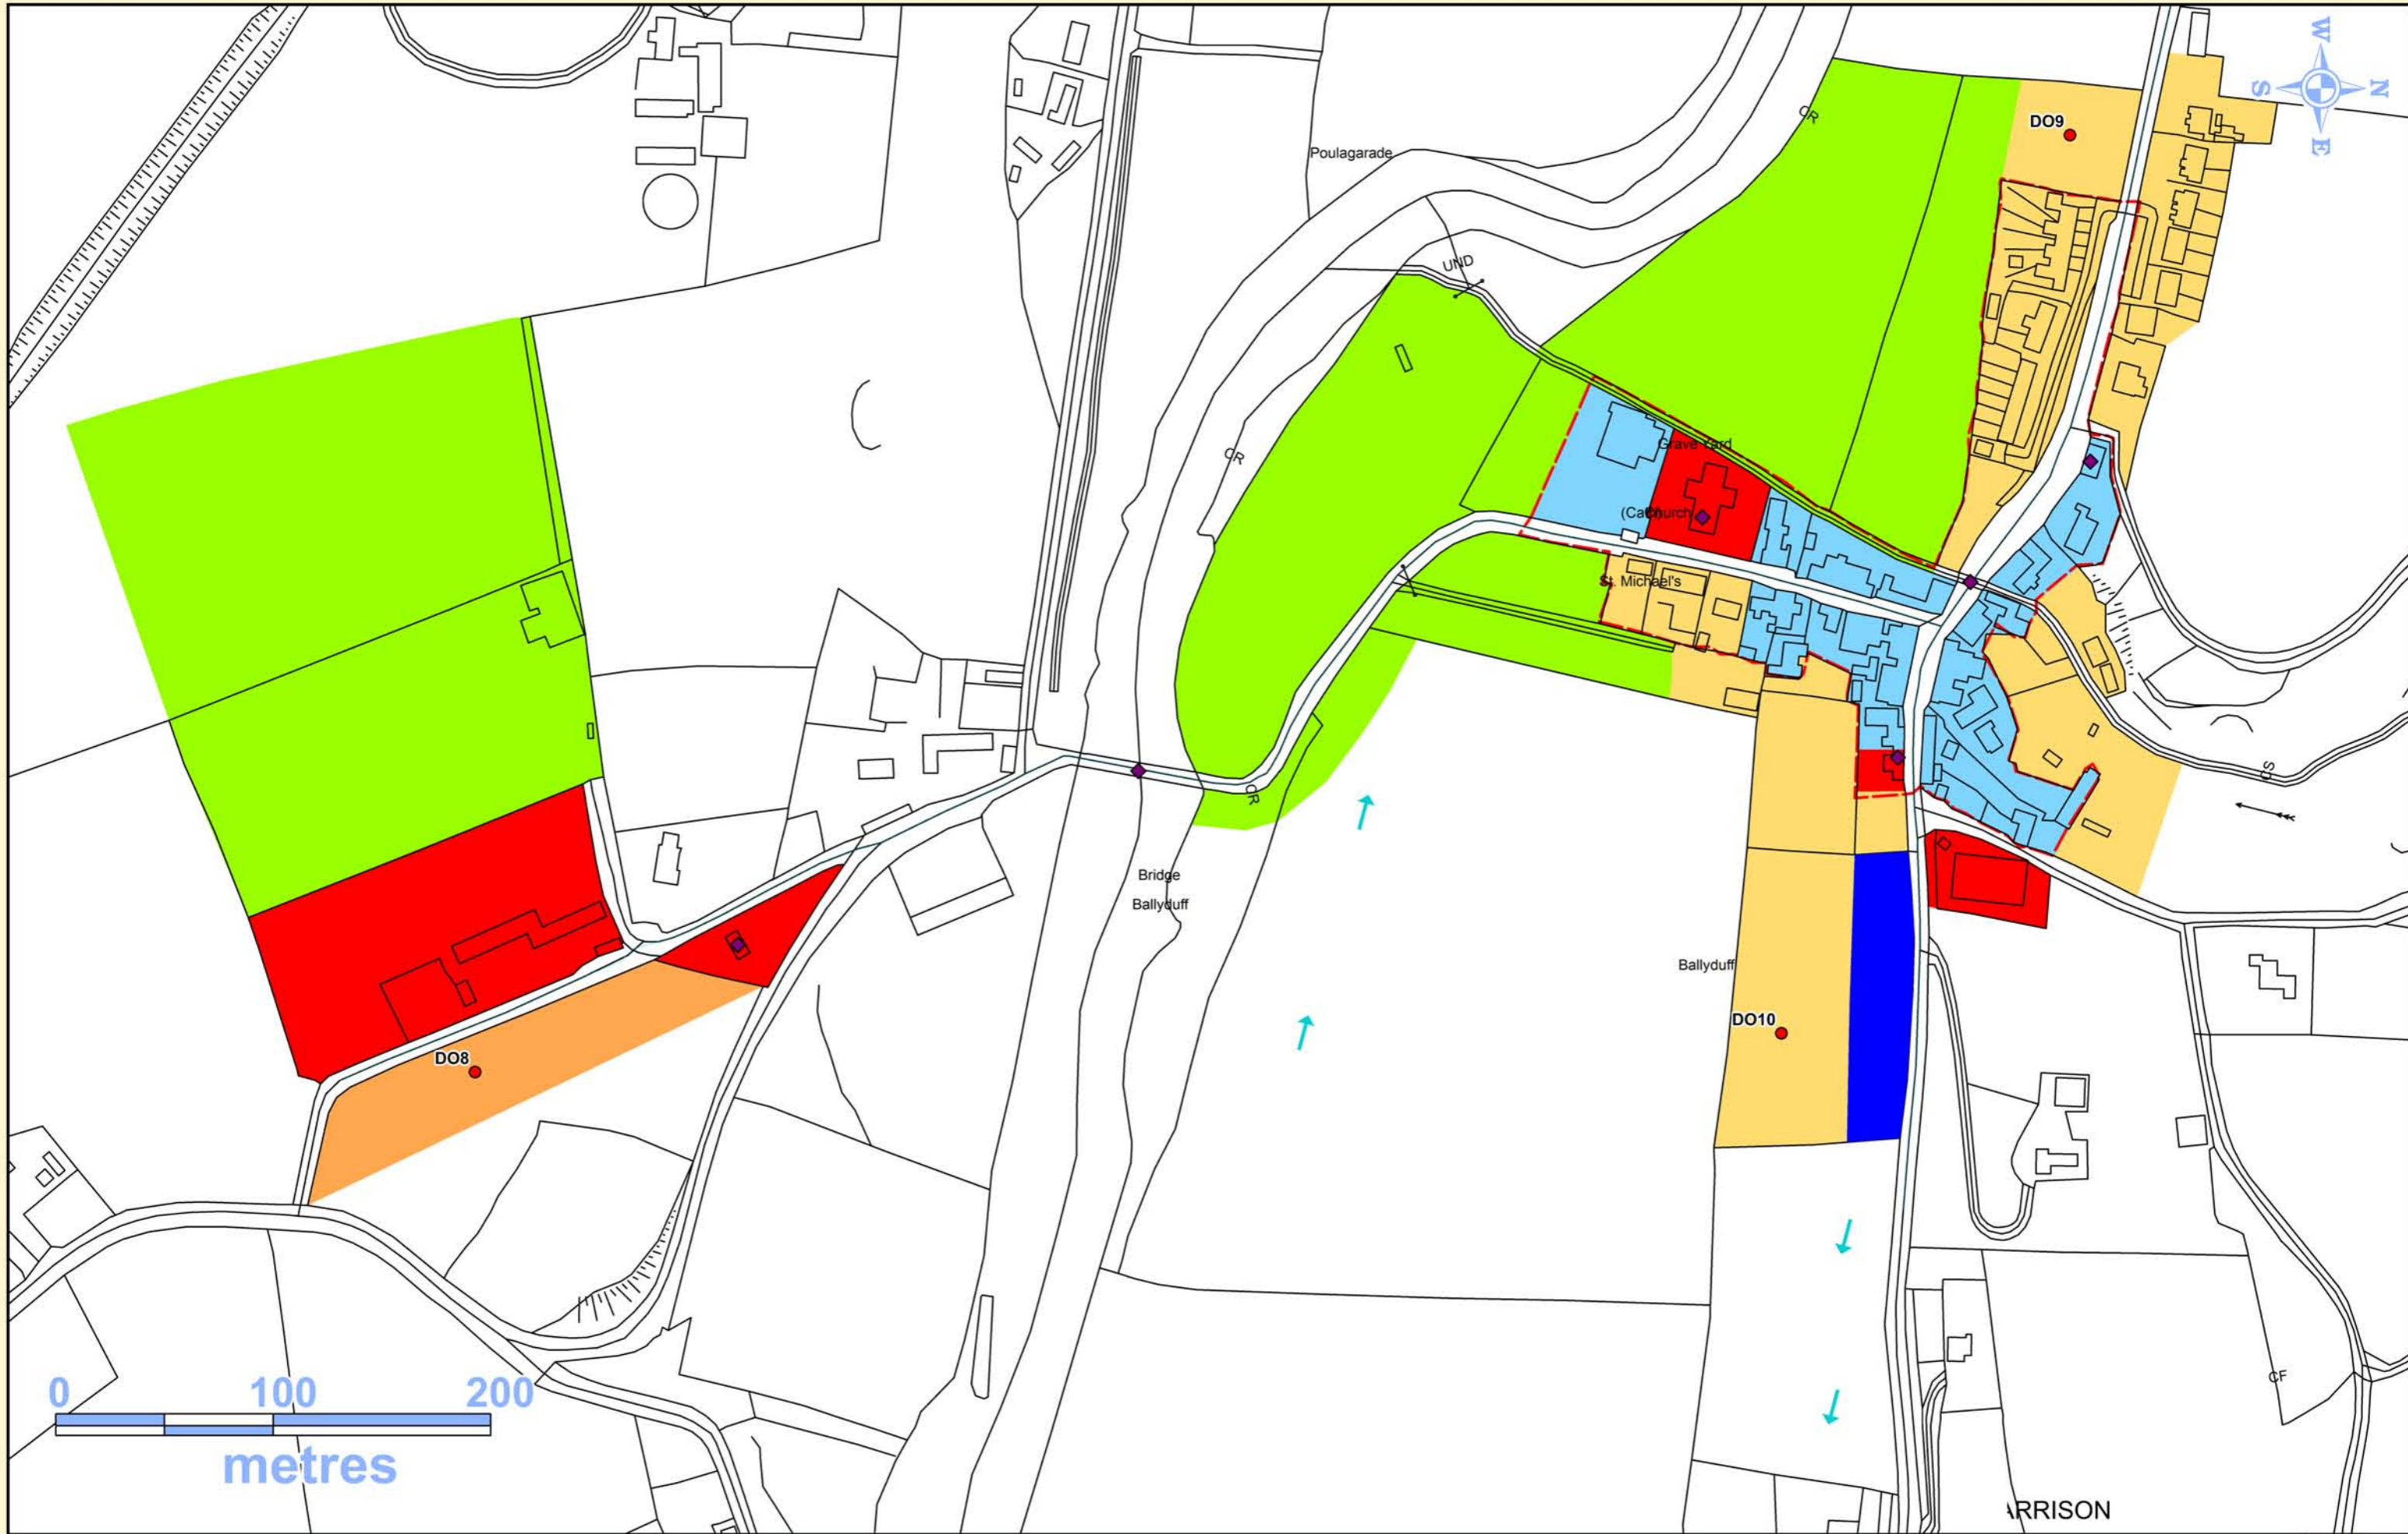 W
N
S
E
CR
DO9
Poulagarade
UND
Grave Yard
CR
(Cath)
Church
St. Michael's
CS
CR
Bridge
Ballyduff
Ballyduff
DO10
DO8
CF
0 100 200
metres
ARRISON